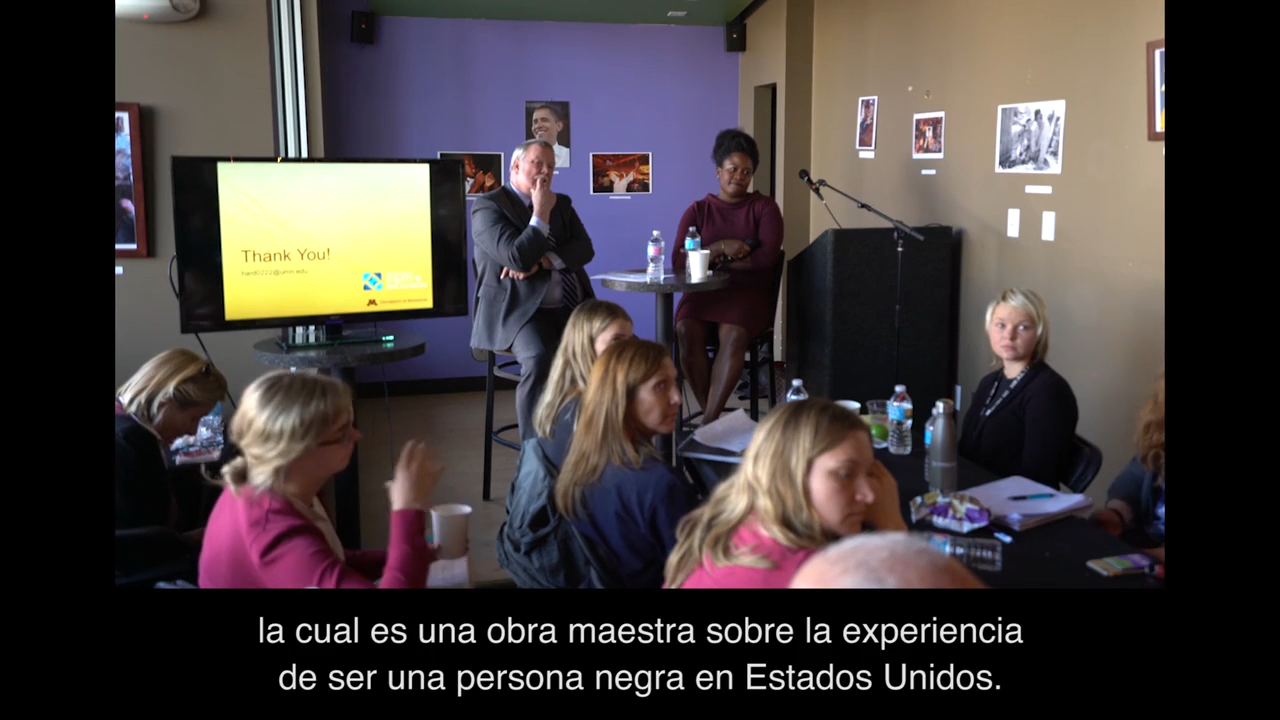 Thank You!
la cual es una obra maestra sobre la experiencia
de ser una persona negra en Estados Unidos.